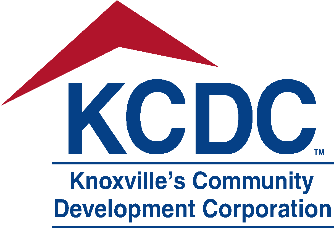 KCDC™
Knoxville's Community
Development Corporation